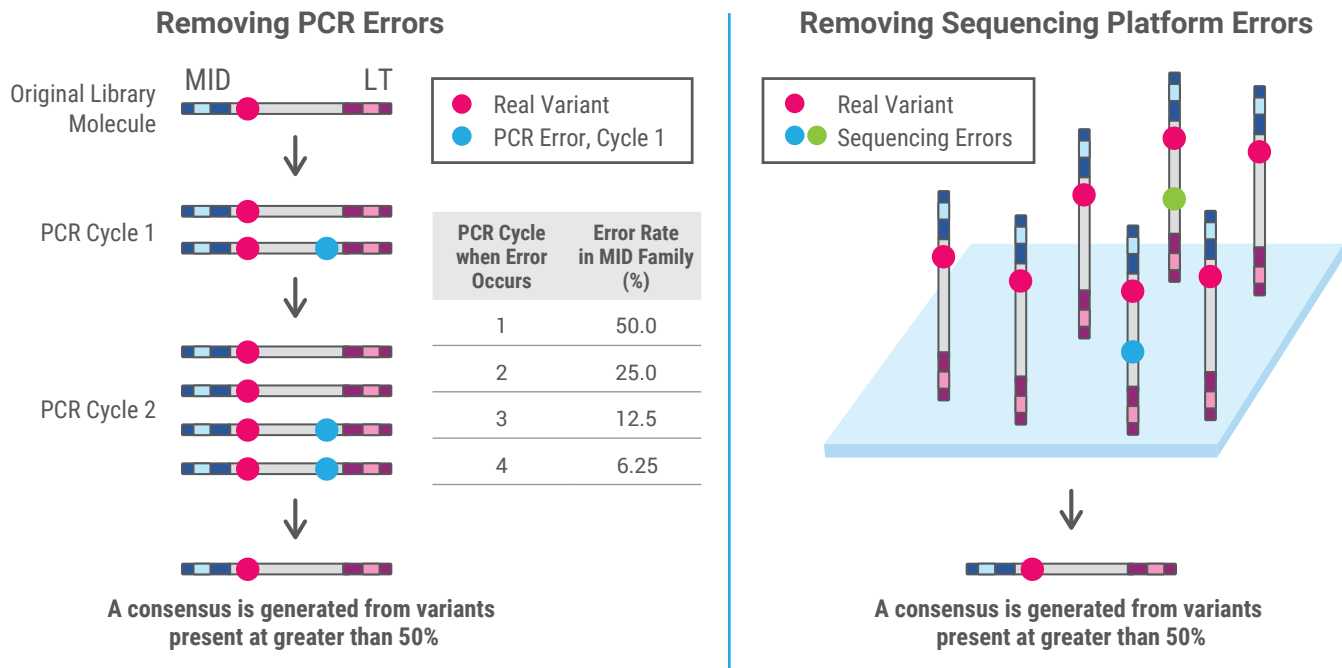 Removing PCR Errors
MID
LT
Original Library
Molecule
Real Variant
PCR Error, Cycle 1
PCR Cycle 1
PCR Cycle
when Error
Occurs
Error Rate
in MID Family
(%)
1
50.0
2
25.0
3
12.5
4
6.25
PCR Cycle 2
A consensus is generated from variants
present at greater than 50%
Removing Sequencing Platform Errors
Real Variant
Sequencing Errors
A consensus is generated from variants
present at greater than 50%